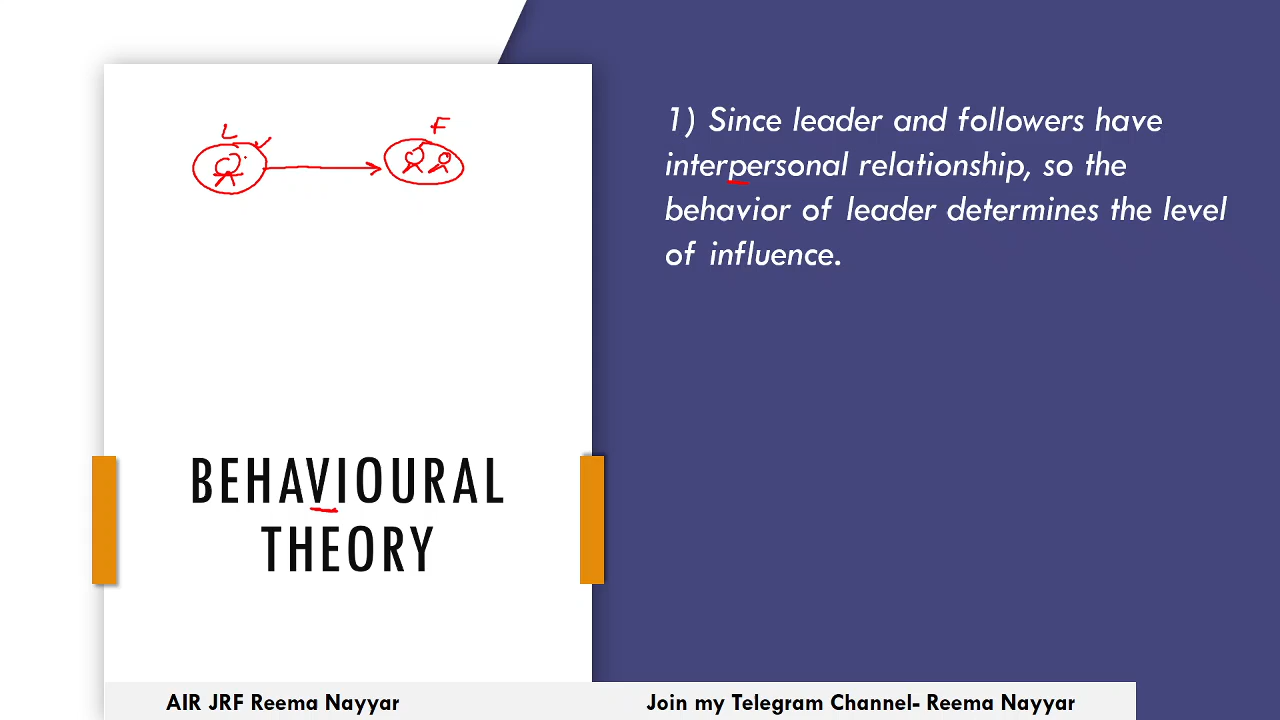 L
F
BEHAVIOURAL
THEORY
1) Since leader and followers have
interpersonal relationship, so the
behavior of leader determines the level
of influence.
AIR JRF Reema Nayyar
Join my Telegram Channel- Reema Nayyar